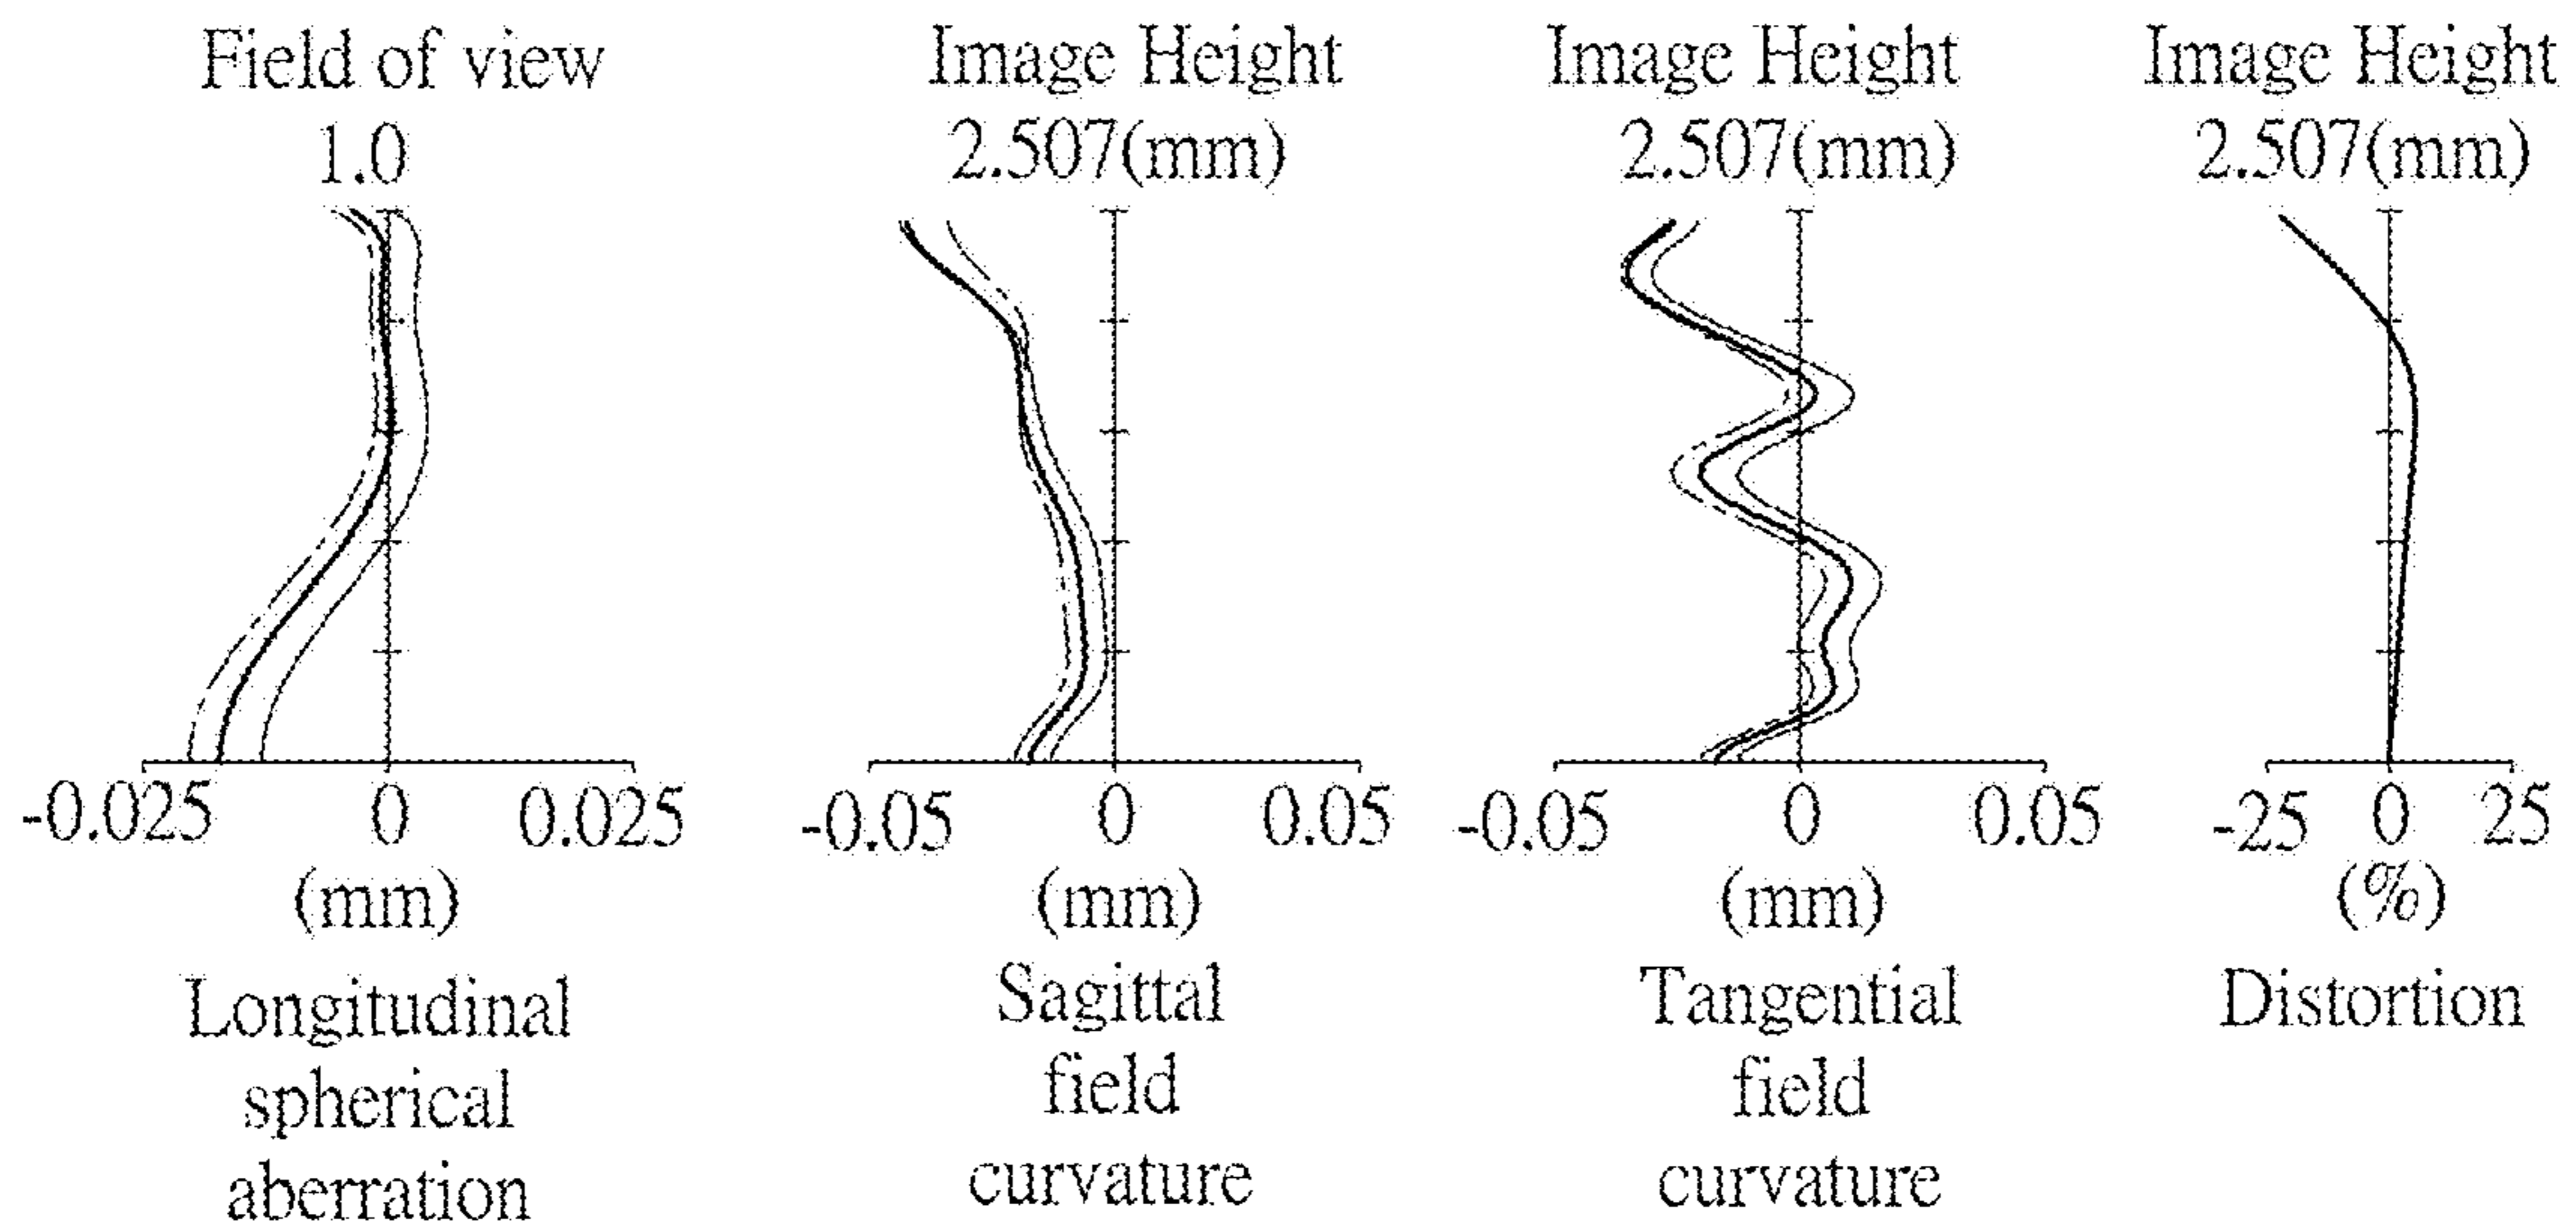 Field of view
1.0
-0.025 0 0.025
(mm)
Longitudinal
spherical
aberration
Image Height
2.507(mm)
-0.05 0 0.05
(mm)
Sagittal
field
curvature
Image Height
2.507(mm)
-0.05 0 0.05
(mm)
Tangential
field
curvature
Image Height
2.507(mm)
-25 0 25
(%)
Distortion